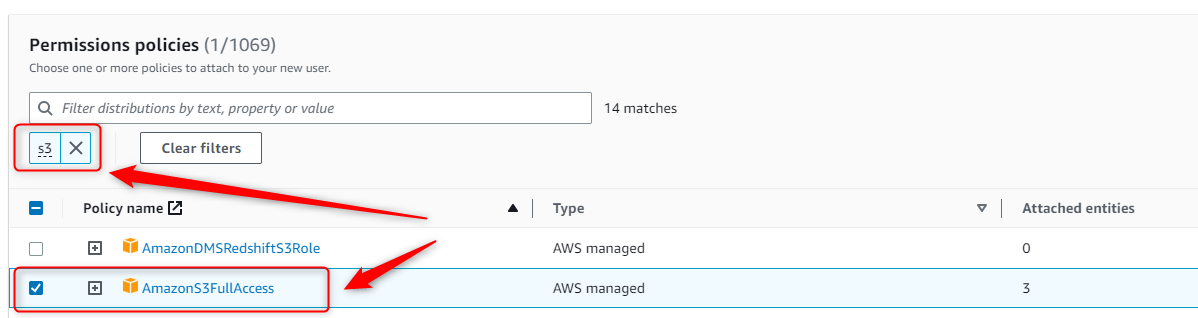 Permissions policies (1/1069)
Choose one or more policies to attach to your new user.
Filter distributions by text, property or value 14 matches
s3 Clear filters
Policy name Type Attached entities
AmazonDMSRedshiftS3Role AWS managed 0
AmazonS3FullAccess AWS managed 3